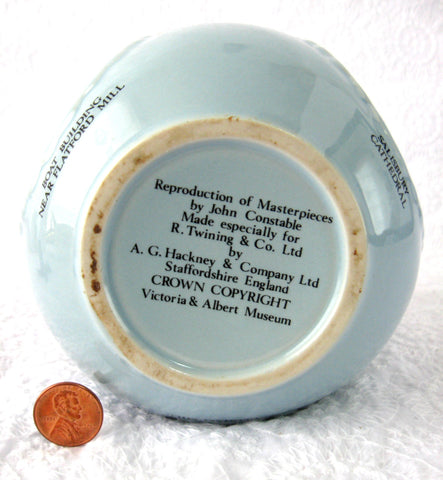 BOAT BUILDING
NEAR FLATFORD MILL
SALISBURY
CATHEDRAL
Reproduction of Masterpieces
by John Constable
Made especially for
R. Twining & Co. Ltd
by
A. G. Hackney & Company Ltd
Staffordshire England
CROWN COPYRIGHT
Victoria & Albert Museum